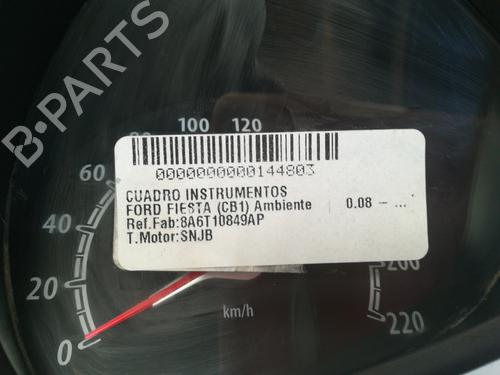 B-PARTS
80 100 120
60
40
20
0
0000000000144803
CUADRO INSTRUMENTOS
FORD FIESTA (CB1) Ambiente 0.08 - ...
Ref.Fab:8A6T10849AP
T.Motor:SNJB
200
220
km/h